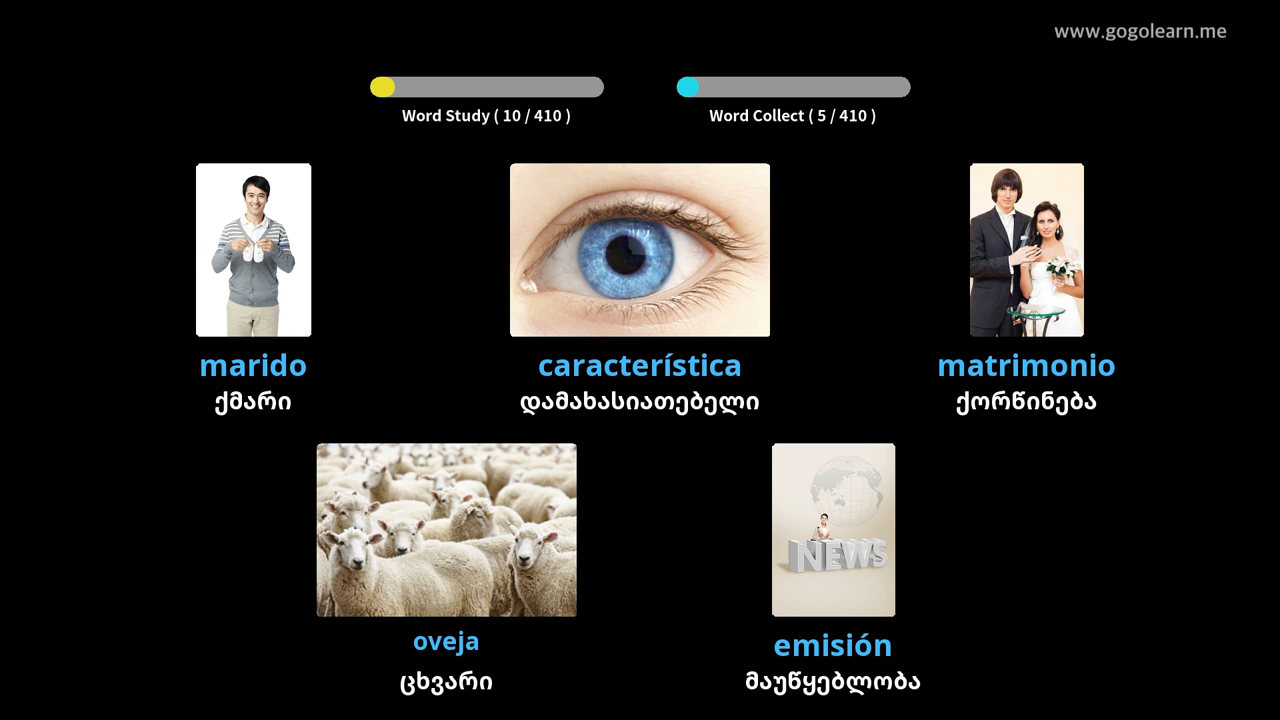 www.gogolearn.me
Word Study ( 10 / 410 )
Word Collect ( 5 / 410 )
marido
ქმარი
característica
დამახასიათებელი
matrimonio
ქორწინება
oveja
ცხვარი
NEWS
emisión
მაუწყებლობა